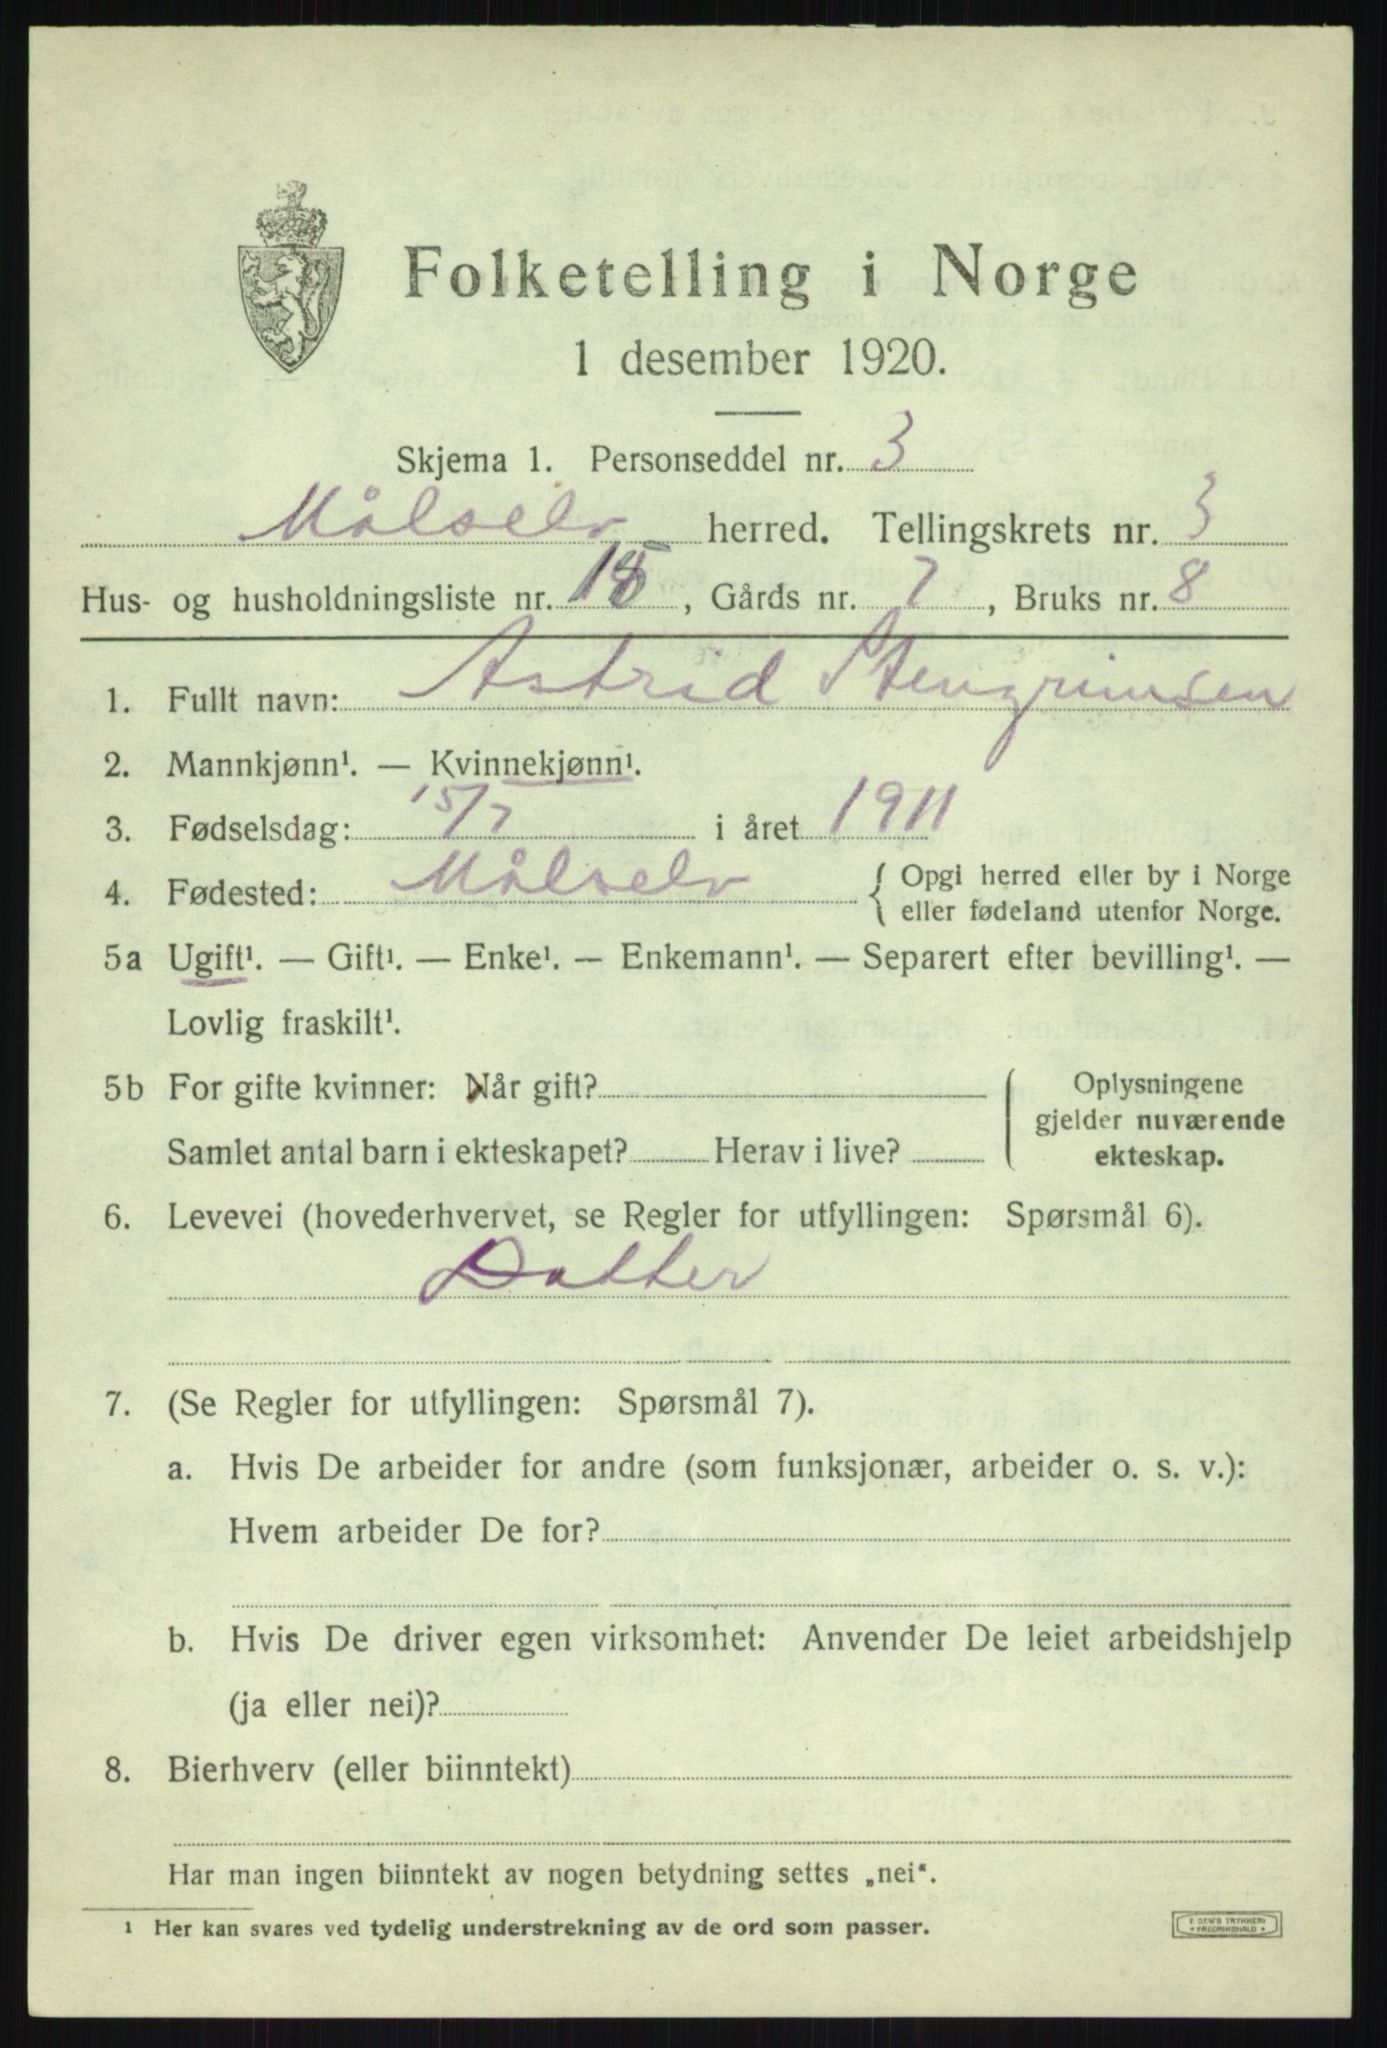 Folketelling i Norge
1 desember 1920.
Skjema 1. Personseddel nr. 3
Målselv herred. Tellingskrets nr. 3
Hus- og husholdningsliste nr. 15, Gårds nr. 7, Bruks nr. 8
1. Fullt navn: Astrid Stengrimsen
2. Mannkjønn¹. — Kvinnekjønn¹.
3. Fødselsdag: 15/7 i året 1911
4. Fødested: Målselv { Opgi herred eller by i Norge
eller fødeland utenfor Norge.
5a Ugift¹. — Gift¹. — Enke¹. — Enkemann¹. — Separert efter bevilling¹. —
Lovlig fraskilt¹.
5b For gifte kvinner: Når gift? ( Oplysningene
gjelder nuværende
Samlet antal barn i ekteskapet? Herav i live? ekteskap.
6. Levevei (hovederhvervet, se Regler for utfyllingen: Spørsmål 6).
Datter
7. (Se Regler for utfyllingen: Spørsmål 7).
a. Hvis De arbeider for andre (som funksjonær, arbeider o. s. v.):
Hvem arbeider De for?
b. Hvis De driver egen virksomhet: Anvender De leiet arbeidshjelp
(ja eller nei)?
8. Bierhverv (eller biinntekt)
Har man ingen biinntekt av nogen betydning settes „nei“.
¹ Her kan svares ved tydelig understrekning av de ord som passer.
E SEM'S TRYKKERI
• FREDRIKSHALD •